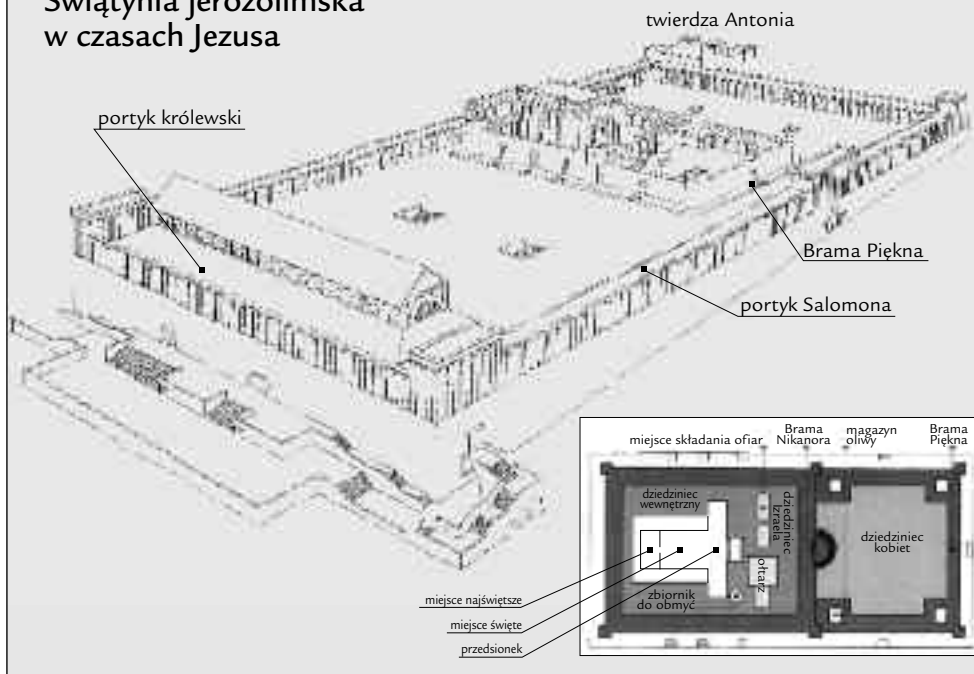 Świątynia Jerozolimska
w czasach Jezusa
twierdza Antonia
portyk królewski
Brama Piękna
portyk Salomona
miejsce składania ofiar
Brama
Nikanora
magazyn
oliwy
Brama
Piękna
dziedziniec
wewnętrzny
dziedziniec
Izraela
dziedziniec
kobiet
ołtarz
zbiornik
do obmyć
miejsce najświętsze
miejsce święte
przedsionek